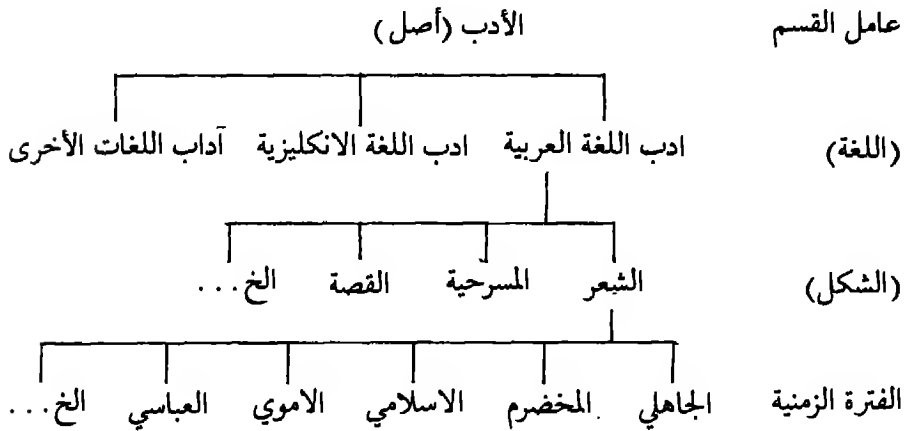 عامل القسم الأدب (أصل)
(اللغة) ادب اللغة العربية ادب اللغة الانكليزية آداب اللغات الأخرى
(الشكل) الشعر المسرحية القصة الخ...
الفترة الزمنية الجاهلي المخضرم الاسلامي الاموي العباسي الخ...